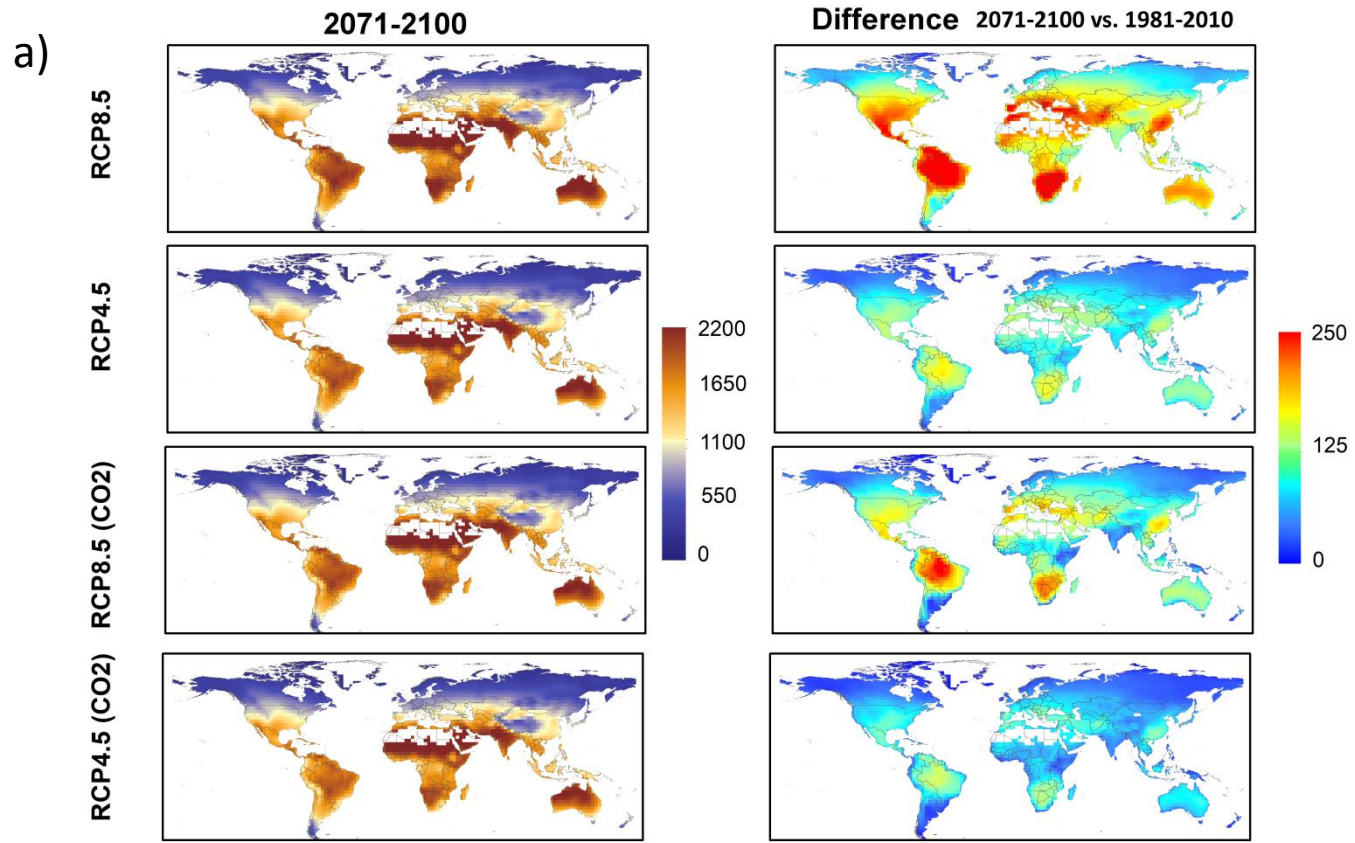 2071-2100
Difference 2071-2100 vs. 1981-2010
a)
RCP8.5
RCP4.5
2200
1650
1100
550
0
250
125
0
RCP8.5 (CO2)
RCP4.5 (CO2)